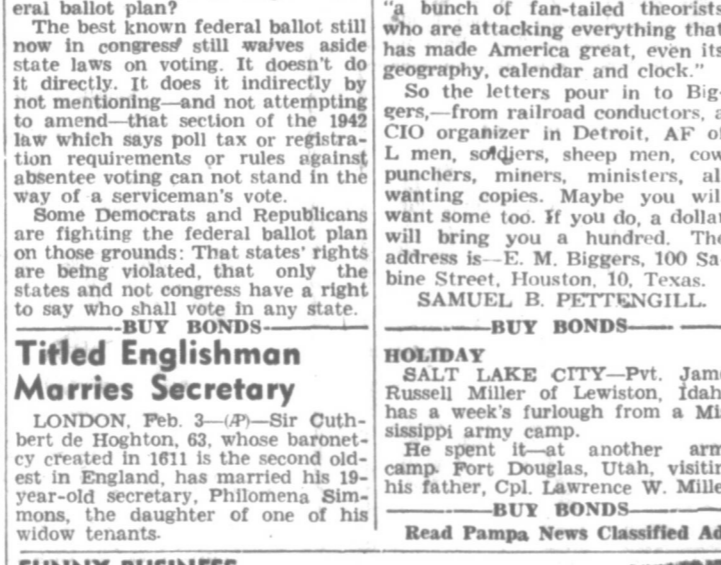 eral ballot plan?
The best known federal ballot still
now in congress still waives aside
state laws on voting. It doesn't do
it directly. It does it indirectly by
not mentioning—and not attempting
to amend—that section of the 1942
law which says poll tax or registra-
tion requirements or rules against
absentee voting can not stand in the
way of a serviceman's vote.
Some Democrats and Republicans
are fighting the federal ballot plan
on those grounds: That states' rights
are being violated, that only the
states and not congress have a right
to say who shall vote in any state.
BUY BONDS
Titled Englishman
Marries Secretary
LONDON, Feb. 3—(AP)—Sir Cuth-
bert de Hoghton, 63, whose baronet-
cy created in 1611 is the second old-
est in England, has married his 19-
year-old secretary, Philomena Sim-
mons, the daughter of one of his
widow tenants.
"a bunch of fan-tailed theorists
who are attacking everything that
has made America great, even its
geography, calendar and clock."
So the letters pour in to Big-
gers,—from railroad conductors, a
CIO organizer in Detroit, AF of
L men, soldiers, sheep men, cow
punchers, miners, ministers, al
wanting copies. Maybe you wil
want some too. If you do, a dolla
will bring you a hundred. The
address is—E. M. Biggers, 100 Sa-
bine Street, Houston, 10, Texas.
SAMUEL B. PETTENGILL.
BUY BONDS
HOLIDAY
SALT LAKE CITY—Pvt. Jame
Russell Miller of Lewiston, Idah
has a week's furlough from a Mi
sissippi army camp.
He spent it—at another arm
camp. Fort Douglas, Utah, visitin
his father, Cpl. Lawrence W. Mille
BUY BONDS
Read Pampa News Classified Ad